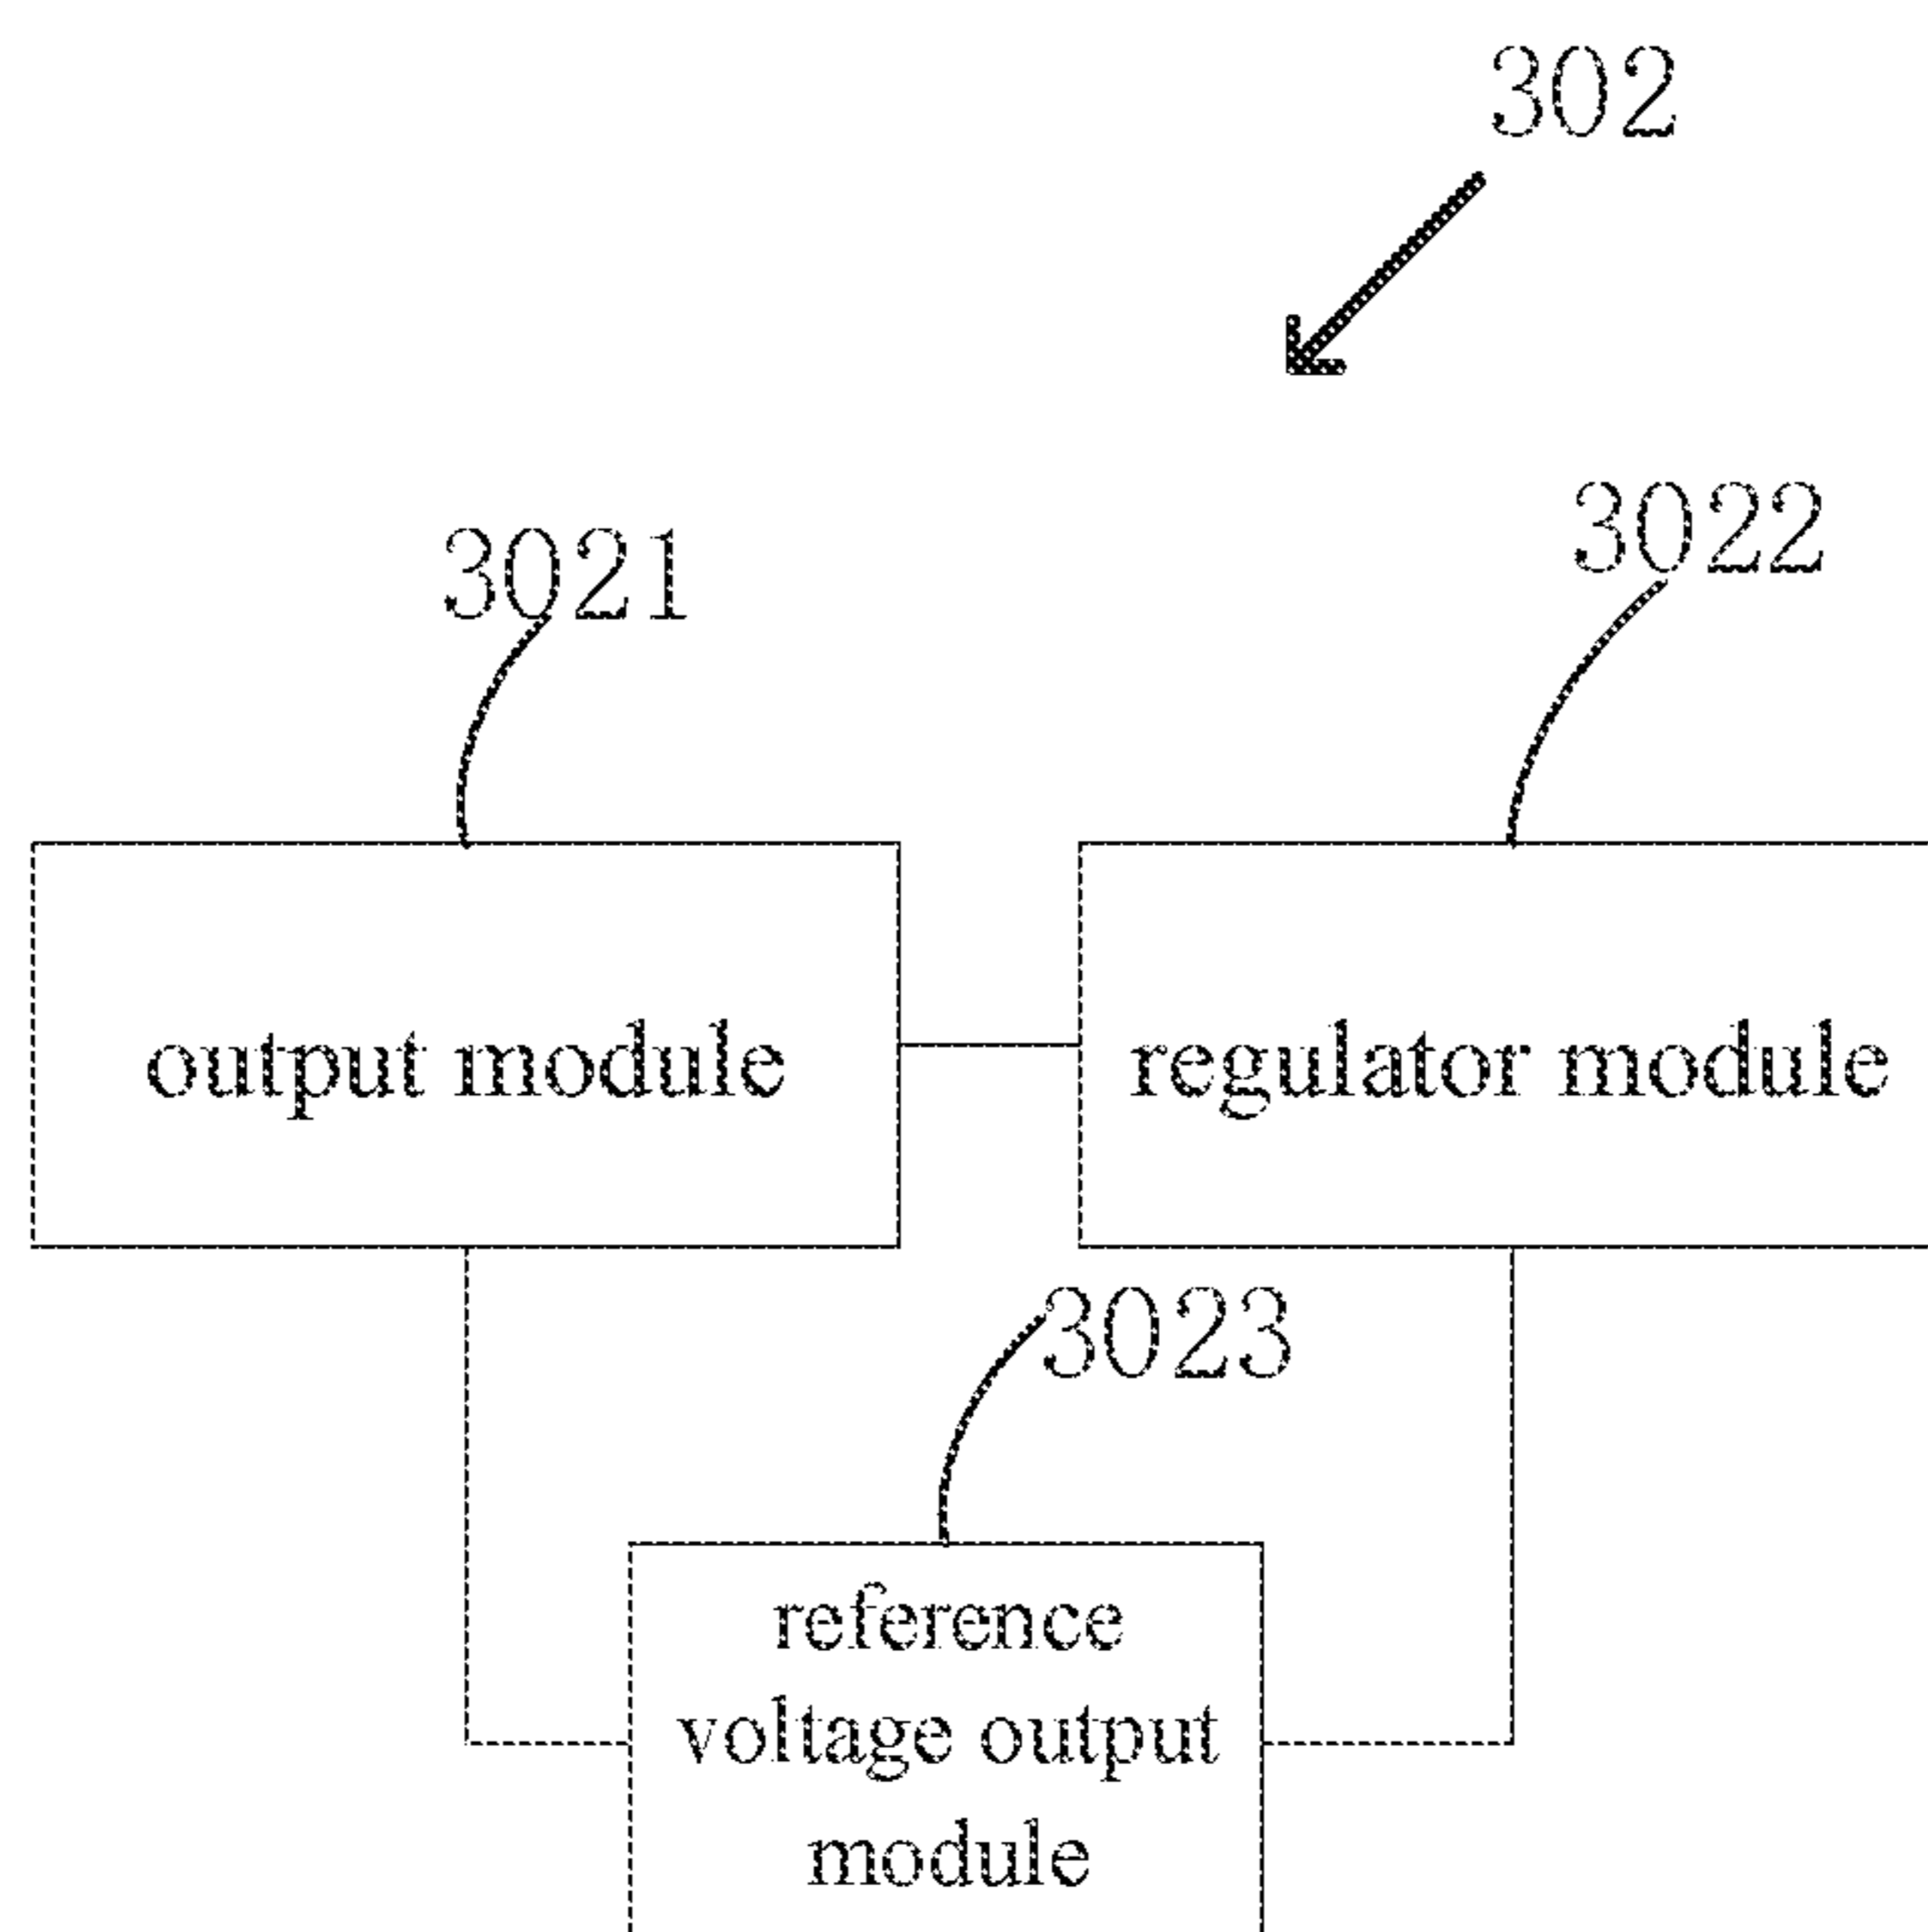 302
3021
3022
output module
regulator module
3023
reference
voltage output
module